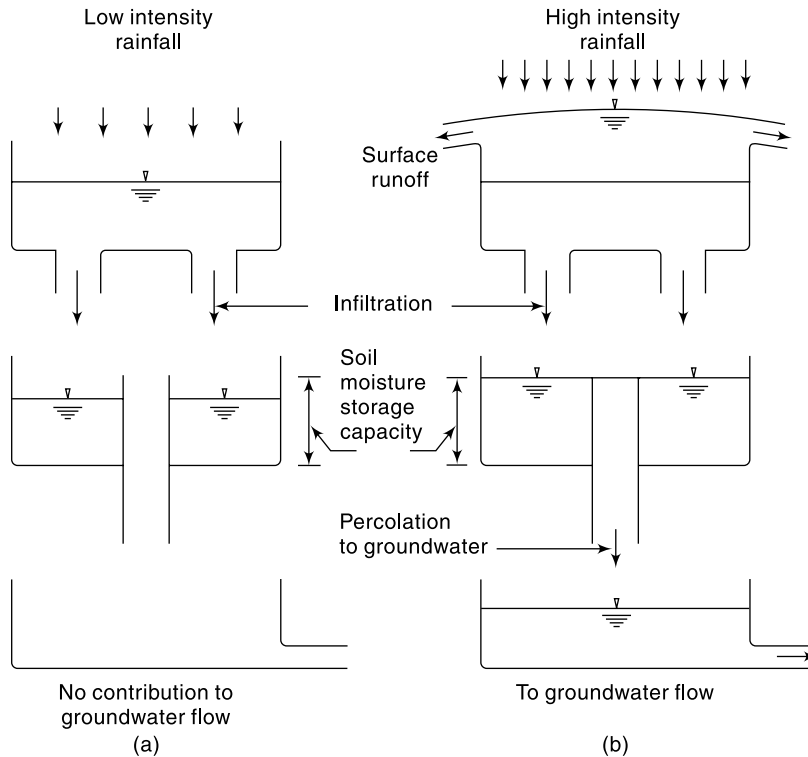 Low intensity
rainfall
High intensity
rainfall
Surface
runoff
Infiltration
Soil
moisture
storage
capacity
Percolation
to groundwater
No contribution to
groundwater flow
(a)
To groundwater flow
(b)